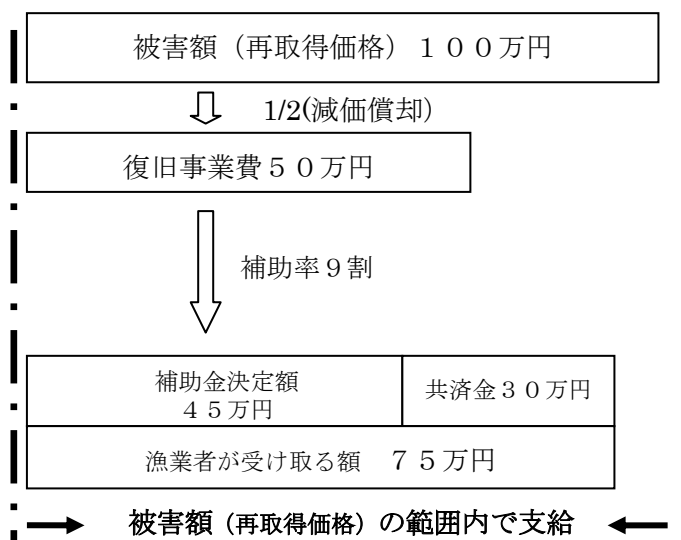 被害額（再取得価格）１００万円
1/2(減価償却）
復旧事業費５０万円
補助率９割
補助金決定額
４５万円
共済金３０万円
漁業者が受け取る額　７５万円
被害額（再取得価格）の範囲内で支給